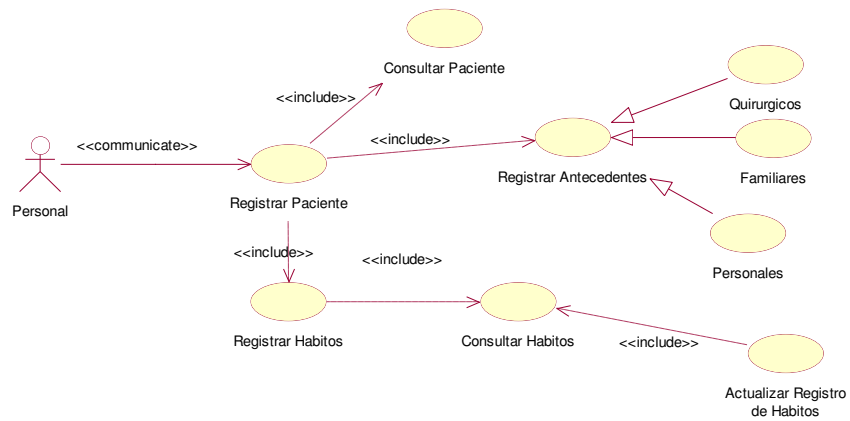 Consultar Paciente
<<include>>
Quirurgicos
<<communicate>>
<<include>>
Personal
Registrar Paciente
Registrar Antecedentes
Familiares
<<include>>
<<include>>
Personales
Registrar Habitos
Consultar Habitos
<<include>>
Actualizar Registro
de Habitos